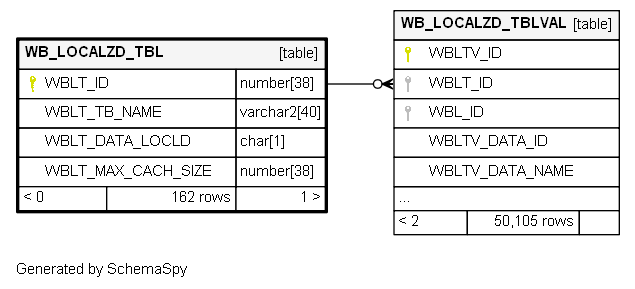 WB_LOCALZD_TBL [table]
WBLT_ID number[38]
WBLT_TB_NAME varchar2[40]
WBLT_DATA_LOCLD char[1]
WBLT_MAX_CACH_SIZE number[38]
< 0 162 rows 1 >
WB_LOCALZD_TBLVAL [table]
WBLTV_ID
WBLT_ID
WBL_ID
WBLTV_DATA_ID
WBLTV_DATA_NAME
...
< 2 50,105 rows
Generated by SchemaSpy